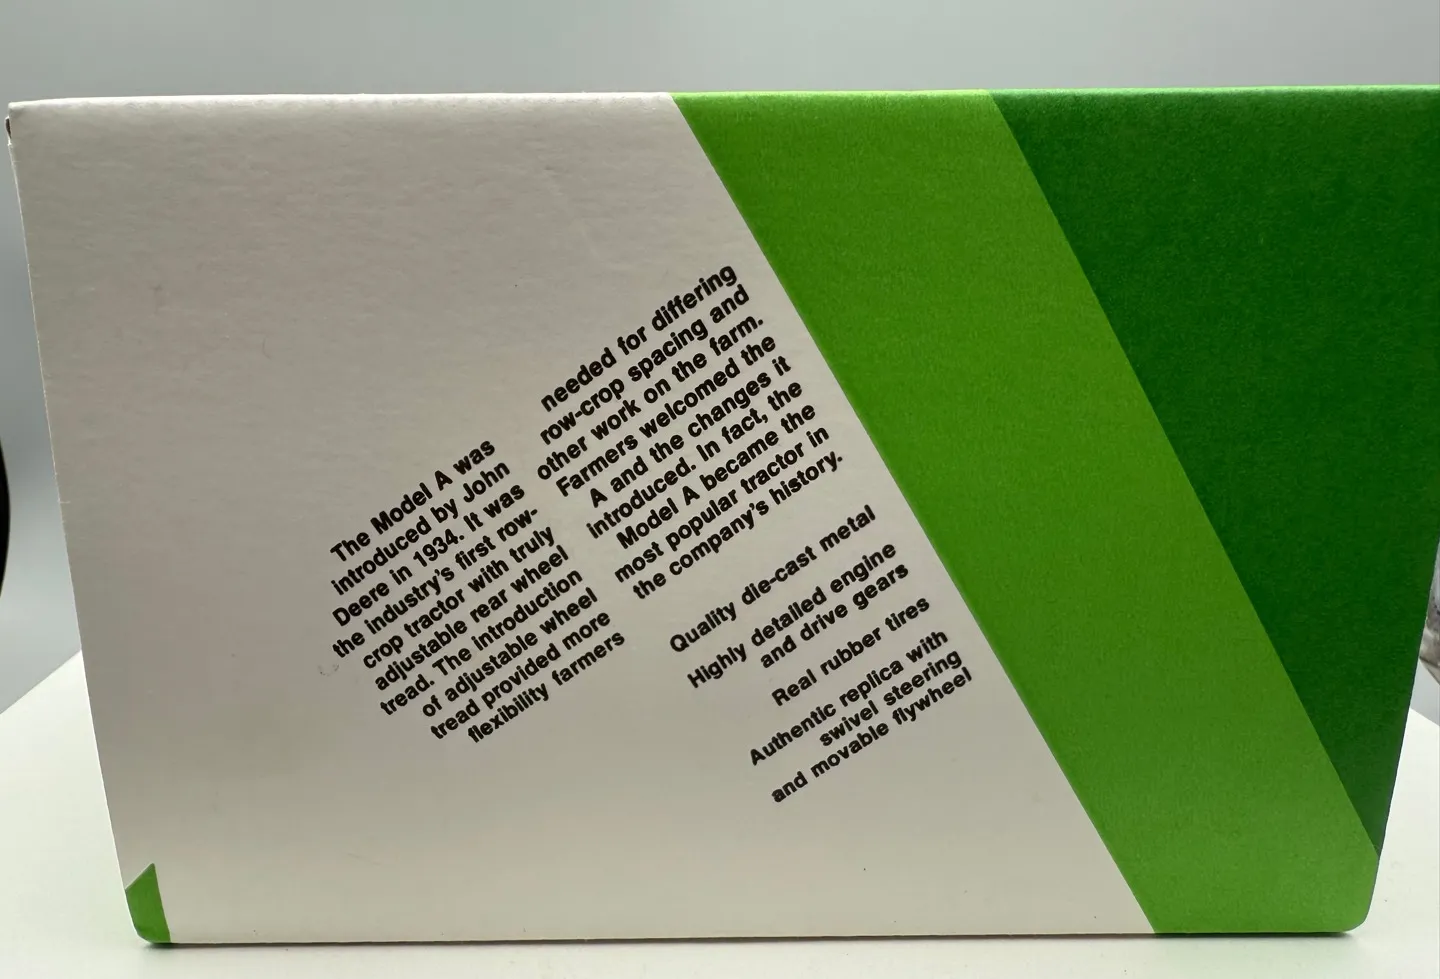 The Model A was
introduced by John
Deere in 1934. It was
the industry's first row-
crop tractor with truly
adjustable rear wheel
tread. The introduction
of adjustable wheel
tread provided more
flexibility farmers
needed for differing
row-crop spacing and
other work on the farm.
Farmers welcomed the
A and the changes it
introduced. In fact, the
Model A became the
most popular tractor in
the company's history.
Quality die-cast metal
Highly detailed engine
and drive gears
Real rubber tires
Authentic replica with
swivel steering
and movable flywheel